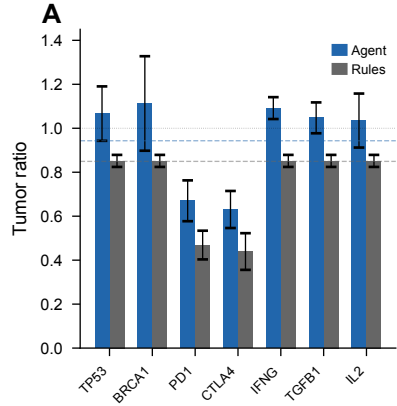 A
1.4
1.2
1.0
0.8
0.6
0.4
0.2
0.0
Tumor ratio
Agent
Rules
TP53
BRCA1
PD1
CTLA4
IFNG
TGFB1
IL2